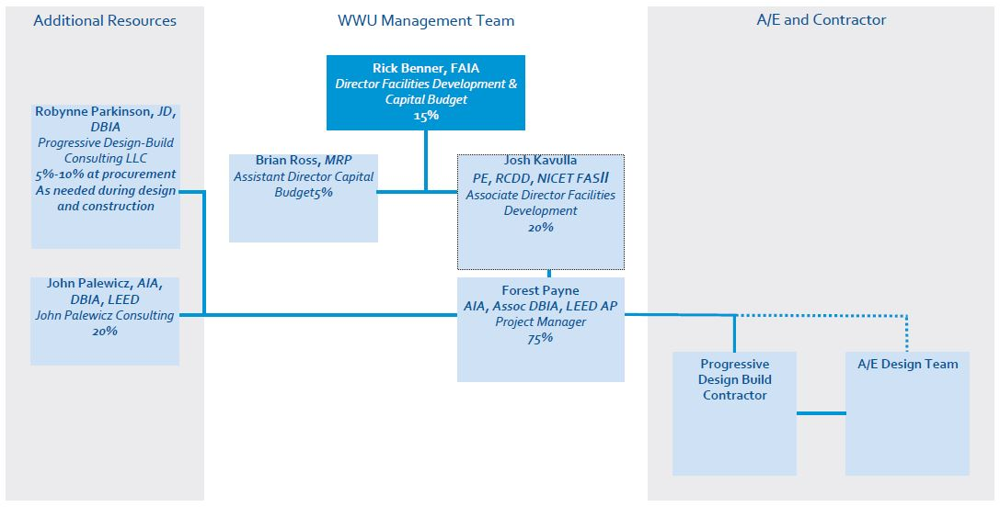 Additional Resources
WWU Management Team
A/E and Contractor
Rick Benner, FAIA
Director Facilities Development &
Capital Budget
15%
Robynne Parkinson, JD,
DBIA
Progressive Design-Build
Consulting LLC
5%-10% at procurement
As needed during design
and construction
Brian Ross, MRP
Assistant Director Capital
Budget5%
Josh Kavulla
PE, RCDD, NICET FASII
Associate Director Facilities
Development
20%
John Palewicz, AIA,
DBIA, LEED
John Palewicz Consulting
20%
Forest Payne
AIA, Assoc DBIA, LEED AP
Project Manager
75%
Progressive
Design Build
Contractor
A/E Design Team